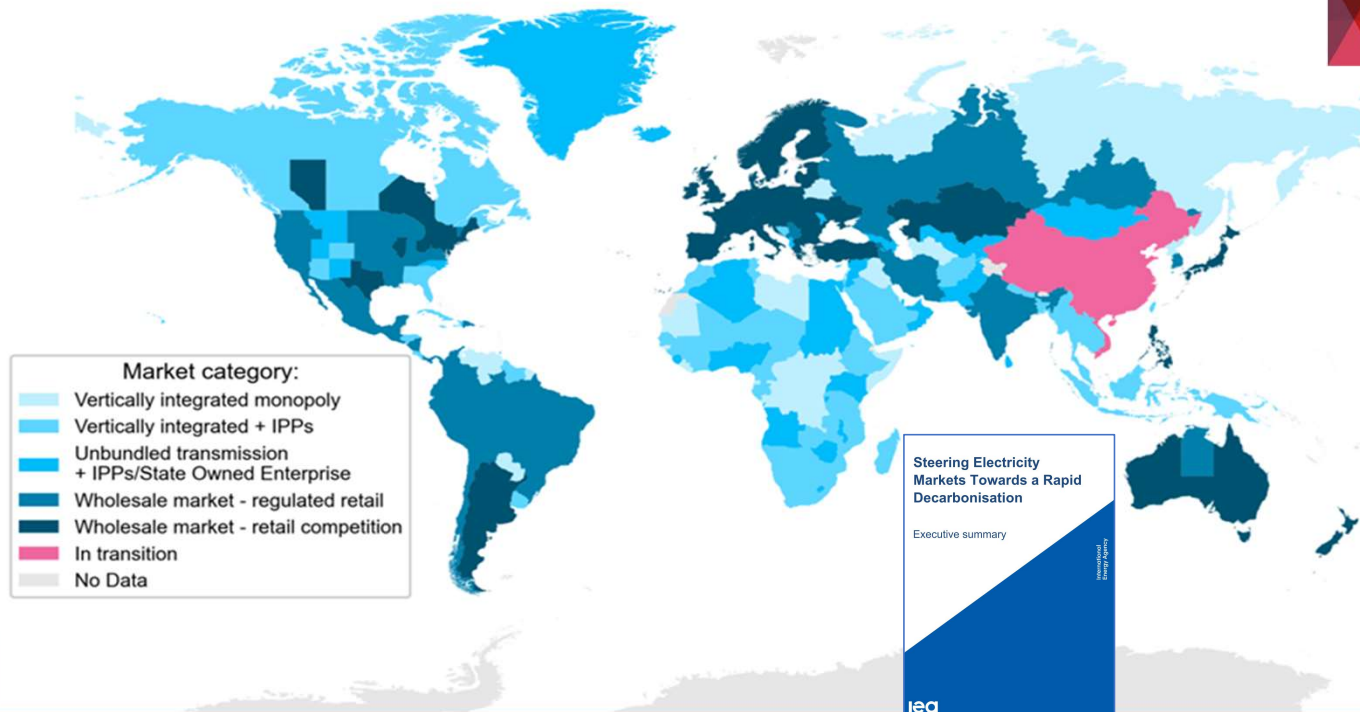 Market category:
Vertically integrated monopoly
Vertically integrated + IPPs
Unbundled transmission
+ IPPs/State Owned Enterprise
Wholesale market - regulated retail
Wholesale market - retail competition
In transition
No Data
Steering Electricity
Markets Towards a Rapid
Decarbonisation
Executive summary
International
Energy Agency
iea